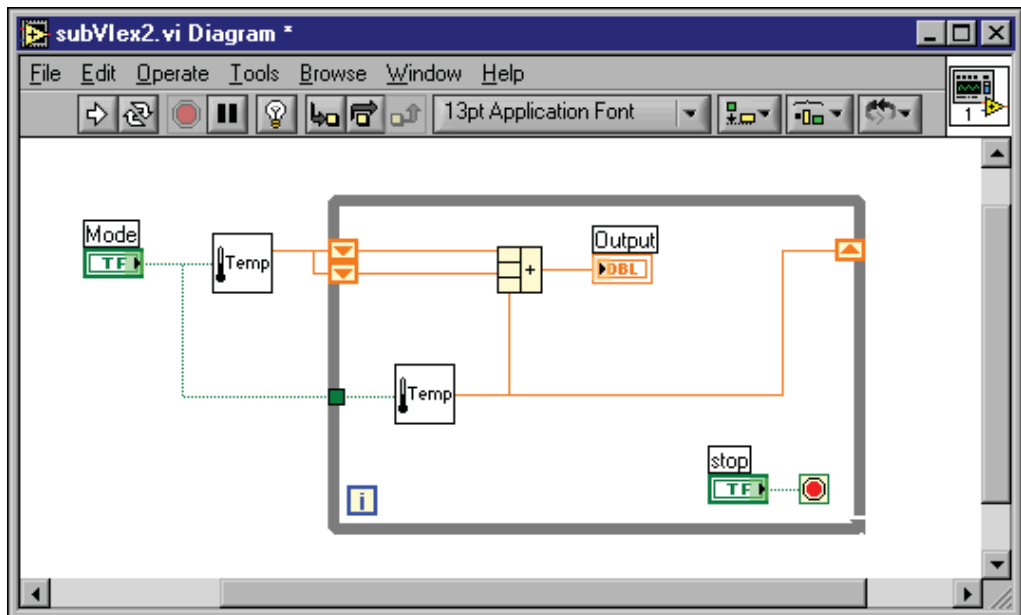 subVIex2.vi Diagram *
File Edit Operate Tools Browse Window Help
13pt Application Font
1
Mode
TF
Temp
Output
DBL
+
Temp
stop
TF
i